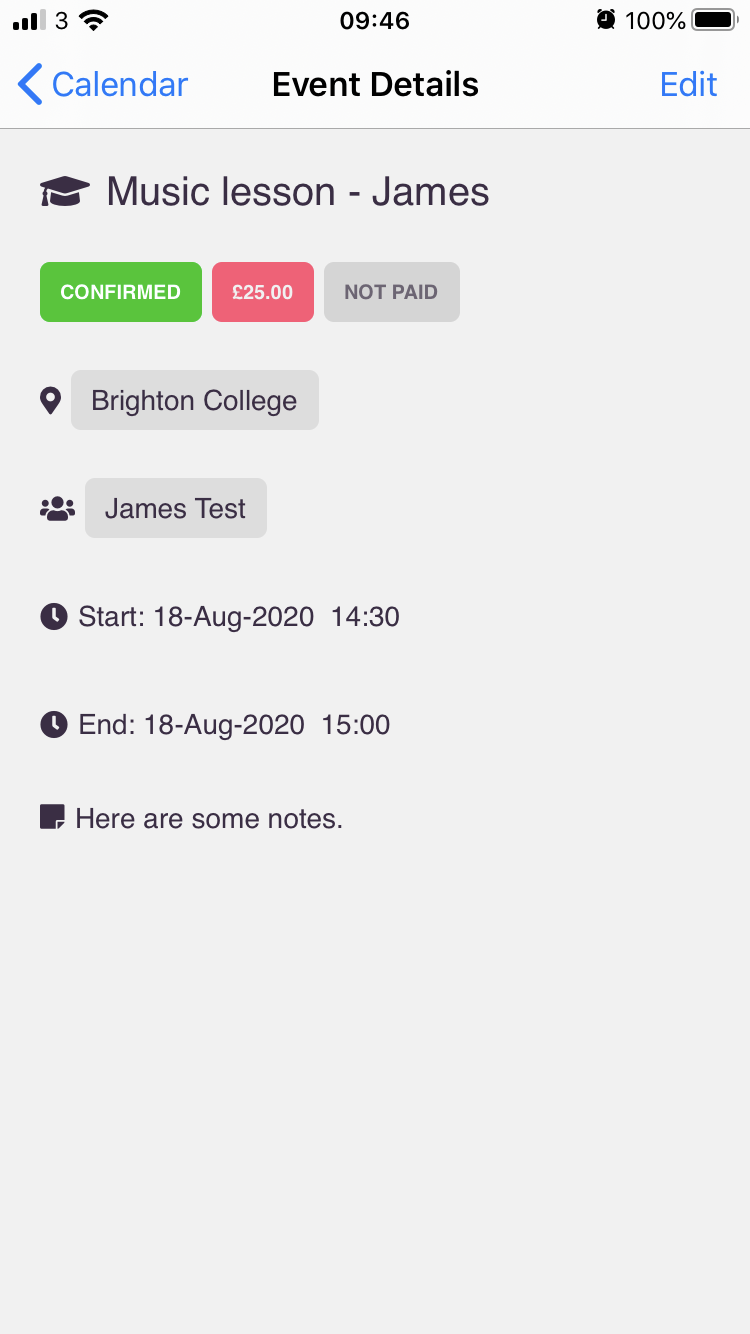 3 09:46 100%
Calendar Event Details Edit
Music lesson - James
CONFIRMED £25.00 NOT PAID
Brighton College
James Test
Start: 18-Aug-2020 14:30
End: 18-Aug-2020 15:00
Here are some notes.